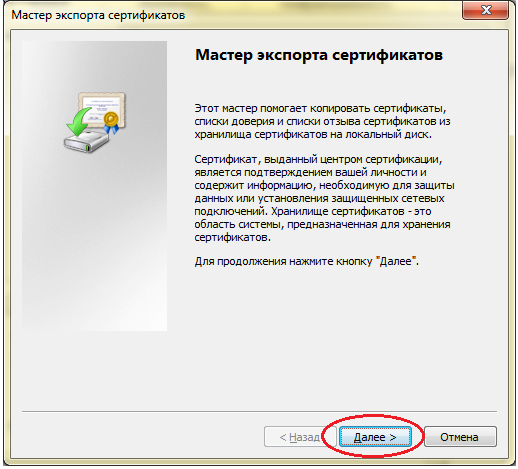 Мастер экспорта сертификатов
Мастер экспорта сертификатов
Этот мастер помогает копировать сертификаты,
списки доверия и списки отзыва сертификатов из
хранилища сертификатов на локальный диск.
Сертификат, выданный центром сертификации,
является подтверждением вашей личности и
содержит информацию, необходимую для защиты
данных или установления защищенных сетевых
подключений. Хранилище сертификатов - это
область системы, предназначенная для хранения
сертификатов.
Для продолжения нажмите кнопку "Далее".
< Назад
Далее >
Отмена